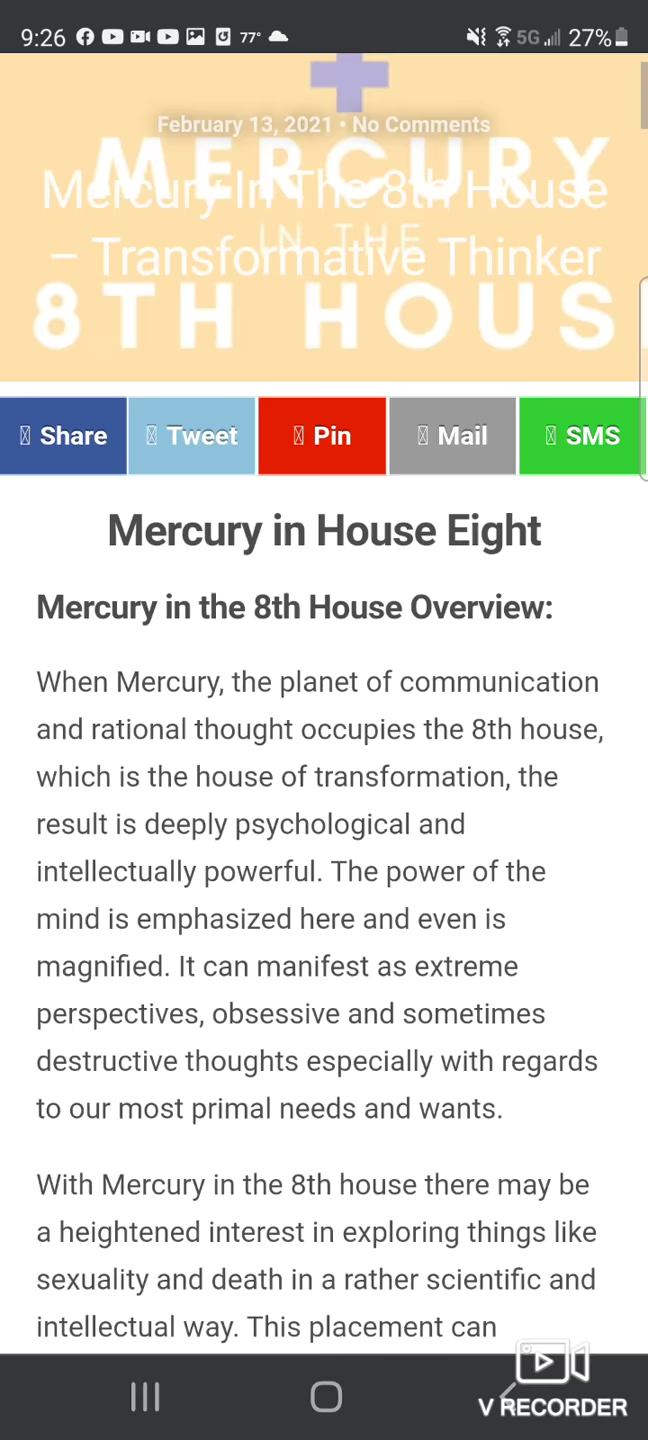 9:26 77° 5G 27%
MERCURY
IN THE
8TH HOUS
February 13, 2021 • No Comments
Mercury In The 8th House
– Transformative Thinker
Share Tweet Pin Mail SMS
Mercury in House Eight
Mercury in the 8th House Overview:
When Mercury, the planet of communication
and rational thought occupies the 8th house,
which is the house of transformation, the
result is deeply psychological and
intellectually powerful. The power of the
mind is emphasized here and even is
magnified. It can manifest as extreme
perspectives, obsessive and sometimes
destructive thoughts especially with regards
to our most primal needs and wants.
With Mercury in the 8th house there may be
a heightened interest in exploring things like
sexuality and death in a rather scientific and
intellectual way. This placement can
V RECORDER